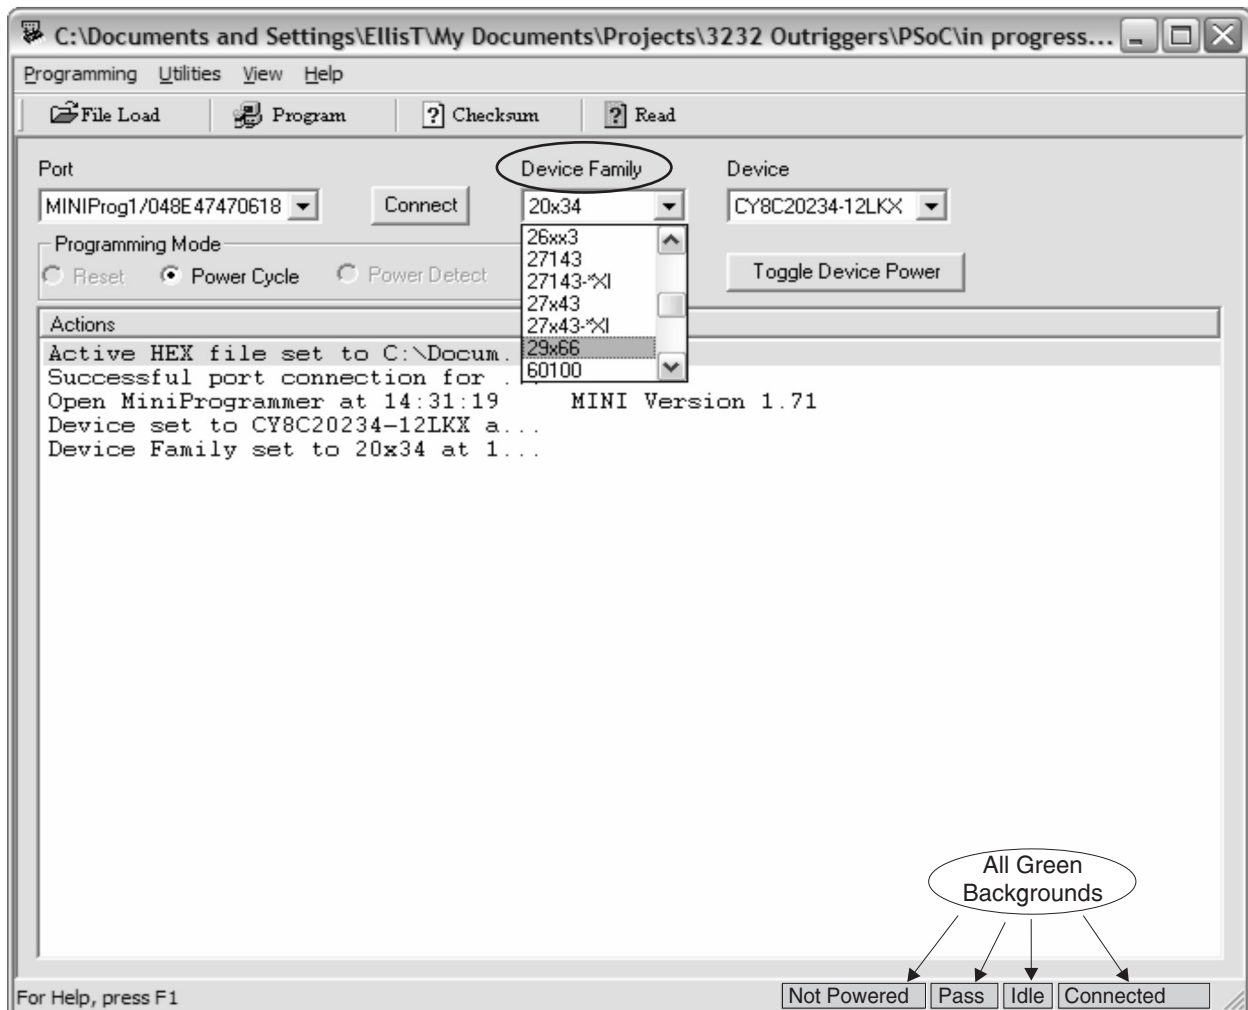 C:\Documents and Settings\EllisT\My Documents\Projects\3232 Outriggers\PSoC\in progress...
Programming Utilities View Help
File Load Program Checksum Read
Port Device Family Device
MINIProg1/048E47470618 Connect 20x34 CY8C20234-12LKX
26xx3
27143
27143-*XI
27x43
27x43-*XI
29x66
60100
Programming Mode
Reset Power Cycle Power Detect Toggle Device Power
Actions
Active HEX file set to C:\Docum...
Successful port connection for ...
Open MiniProgrammer at 14:31:19 MINI Version 1.71
Device set to CY8C20234-12LKX a...
Device Family set to 20x34 at 1...
All Green
Backgrounds
For Help, press F1 Not Powered Pass Idle Connected